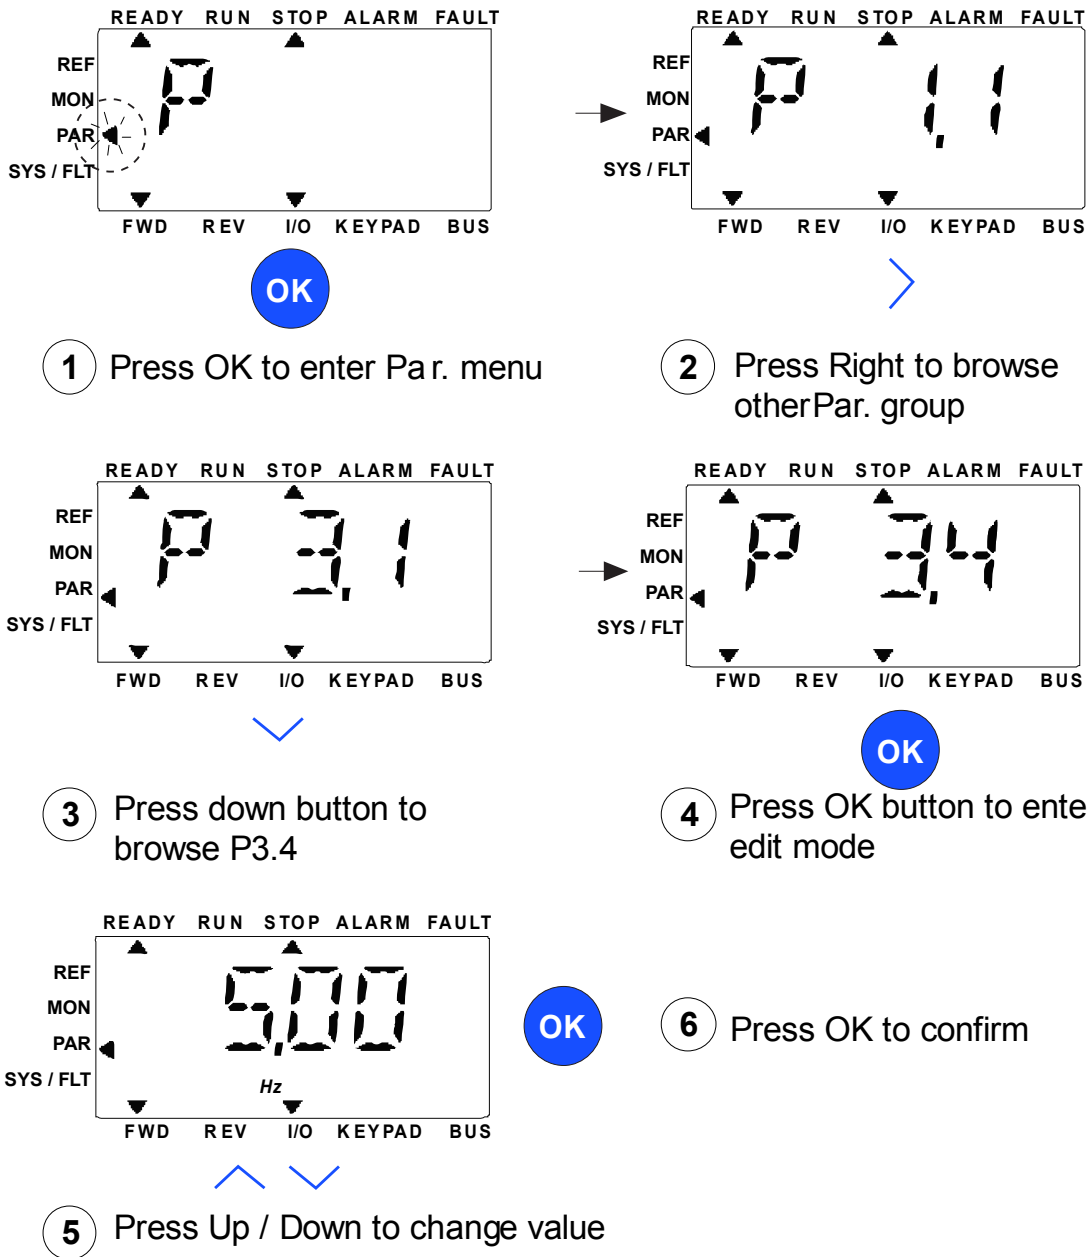 READY RUN STOP ALARM FAULT
REF
MON
PAR
SYS / FLT
P
FWD REV I/O KEYPAD BUS
OK
1 Press OK to enter Par. menu
READY RUN STOP ALARM FAULT
REF
MON
PAR
SYS / FLT
P 1.1
FWD REV I/O KEYPAD BUS
2 Press Right to browse
otherPar. group
READY RUN STOP ALARM FAULT
REF
MON
PAR
SYS / FLT
P 3.1
FWD REV I/O KEYPAD BUS
3 Press down button to
browse P3.4
READY RUN STOP ALARM FAULT
REF
MON
PAR
SYS / FLT
P 3.4
FWD REV I/O KEYPAD BUS
OK
4 Press OK button to ente
edit mode
READY RUN STOP ALARM FAULT
REF
MON
PAR
SYS / FLT
5.00
Hz
FWD REV I/O KEYPAD BUS
5 Press Up / Down to change value
OK
6 Press OK to confirm